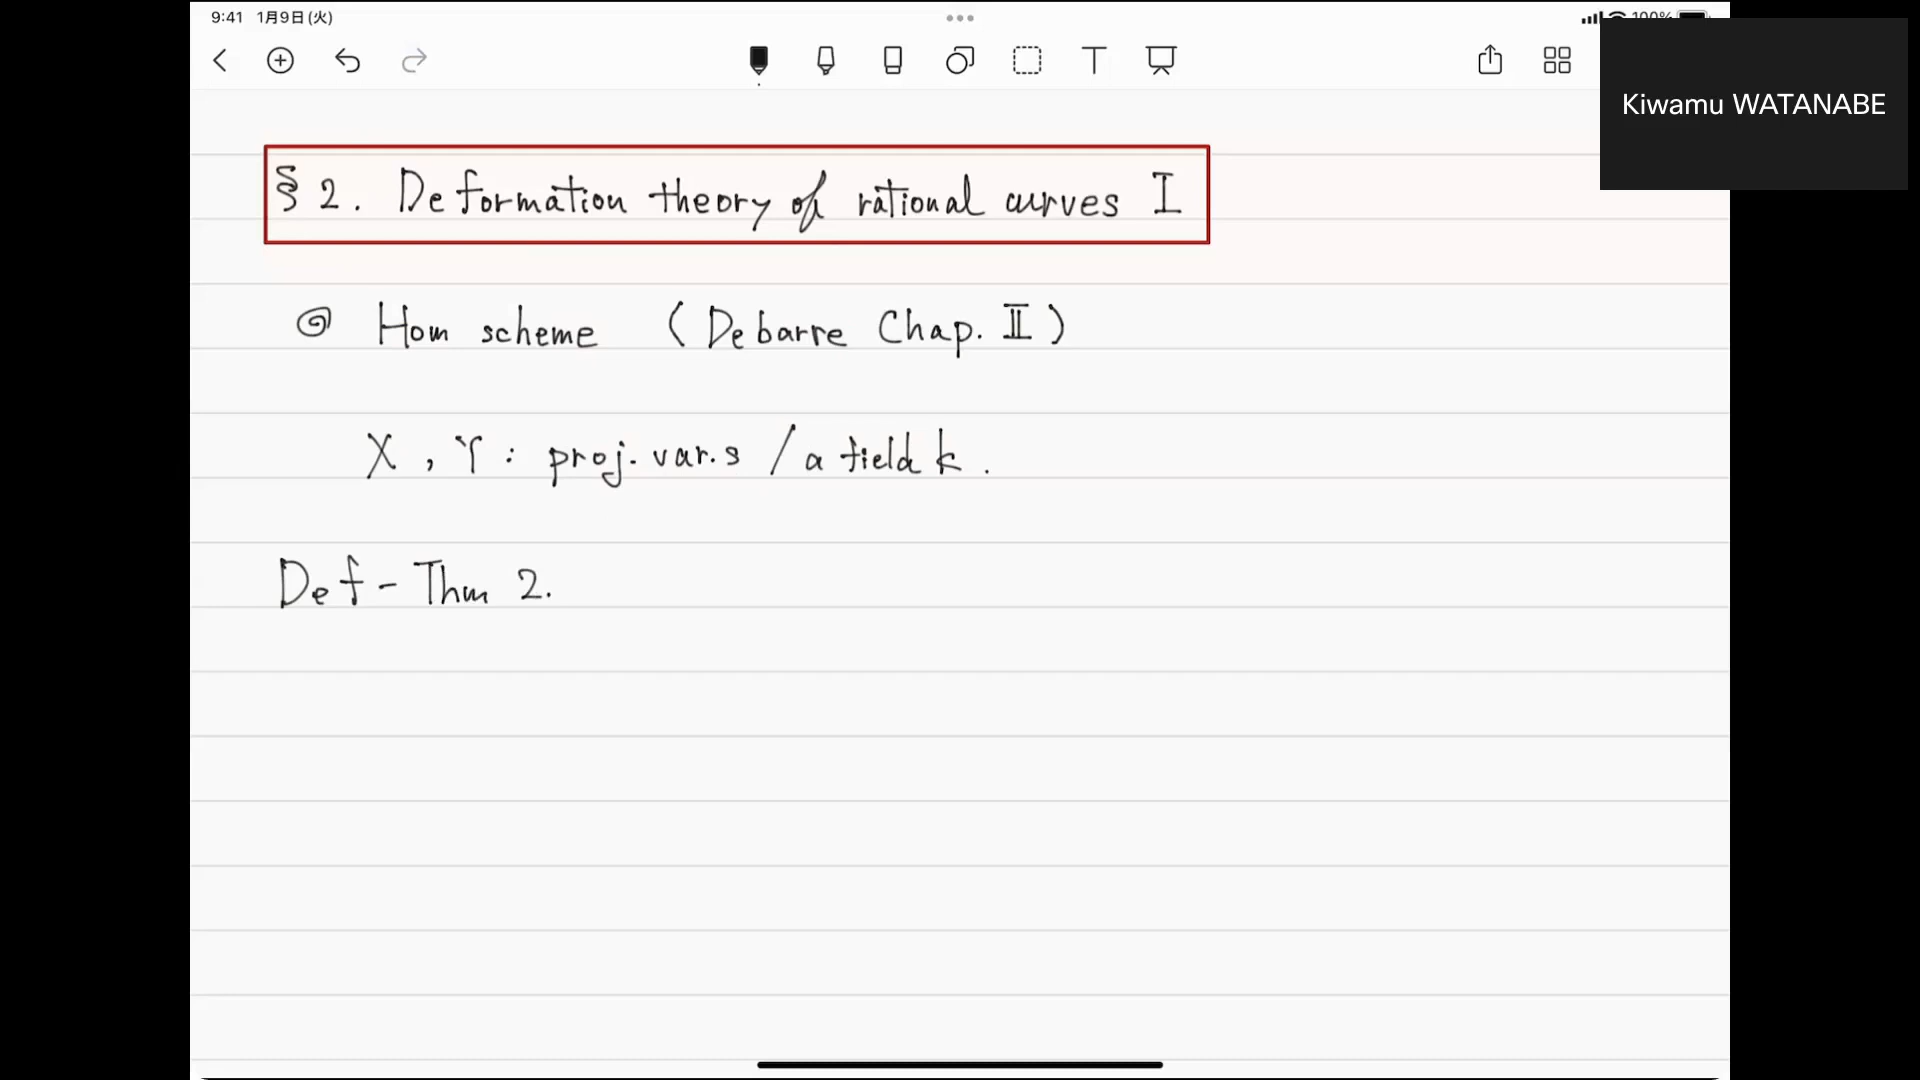 9:41 1月9日(火)
100%
Kiwamu WATANABE
§2. Deformation theory of rational curves I
◎ Hom scheme (Debarre Chap. II)
X, Y : proj. var.s / a field k.
Def-Thm 2.